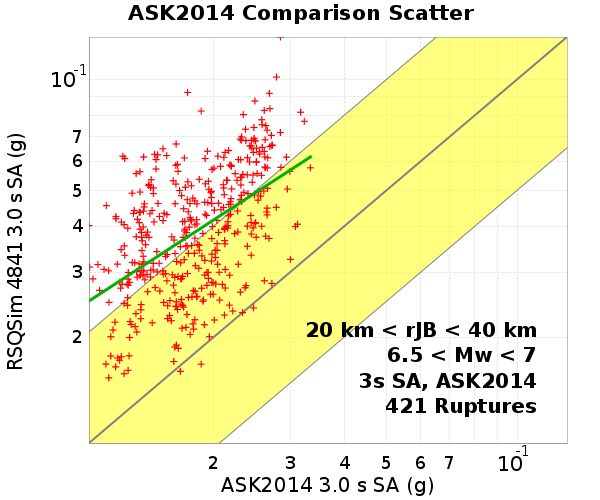 ASK2014 Comparison Scatter
RSQSim 4841 3.0 s SA (g)
10-1
7
6
5
4
3
2
20 km < rJB < 40 km
6.5 < Mw < 7
3s SA, ASK2014
421 Ruptures
2 3 4 5 6 7 10-1
ASK2014 3.0 s SA (g)